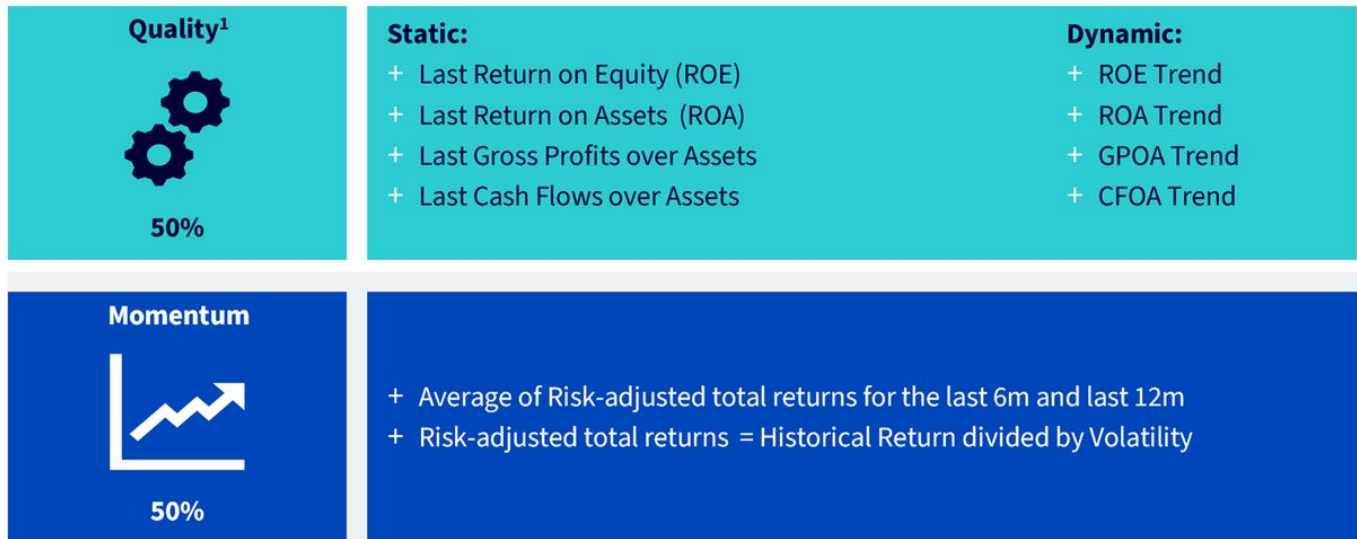 Quality¹
50%
Static:
+ Last Return on Equity (ROE)
+ Last Return on Assets (ROA)
+ Last Gross Profits over Assets
+ Last Cash Flows over Assets
Dynamic:
+ ROE Trend
+ ROA Trend
+ GPOA Trend
+ CFOA Trend
Momentum
50%
+ Average of Risk-adjusted total returns for the last 6m and last 12m
+ Risk-adjusted total returns = Historical Return divided by Volatility